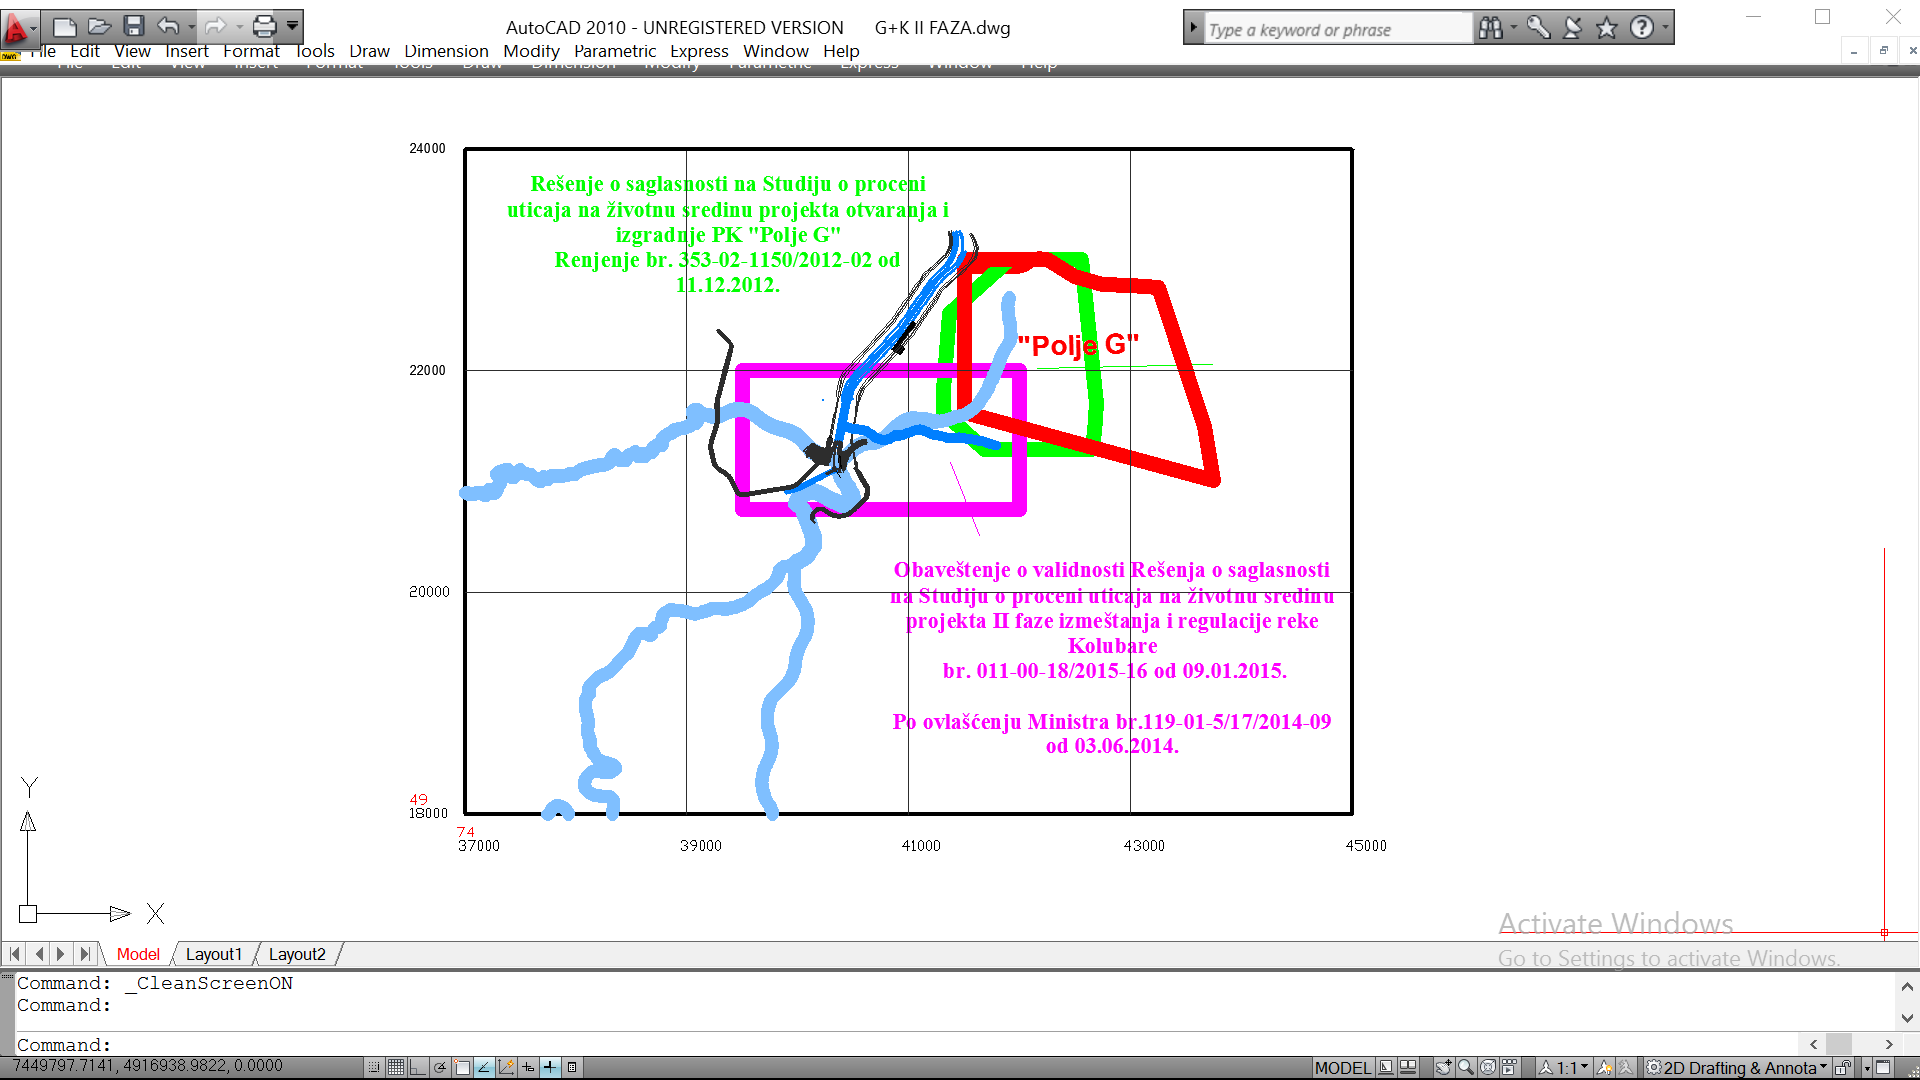 AutoCAD 2010 - UNREGISTERED VERSION G+K II FAZA.dwg
Type a keyword or phrase
File Edit View Insert Format Tools Draw Dimension Modify Parametric Express Window Help
24000
Rešenje o saglasnosti na Studiju o proceni
uticaja na životnu sredinu projekta otvaranja i
izgradnje PK "Polje G"
Renjenje br. 353-02-1150/2012-02 od
11.12.2012.
"Polje G"
22000
20000
Obaveštenje o validnosti Rešenja o saglasnosti
na Studiju o proceni uticaja na životnu sredinu
projekta II faze izmeštanja i regulacije reke
Kolubare
br. 011-00-18/2015-16 od 09.01.2015.
Po ovlašćenju Ministra br.119-01-5/17/2014-09
od 03.06.2014.
Y
49
18000
74
37000 39000 41000 43000 45000
X
Activate Windows
Go to Settings to activate Windows.
Model Layout1 Layout2
Command: _CleanScreenON
Command:
Command:
7449797.7141, 4916938.9822, 0.0000 MODEL 1:1 2D Drafting & Annota